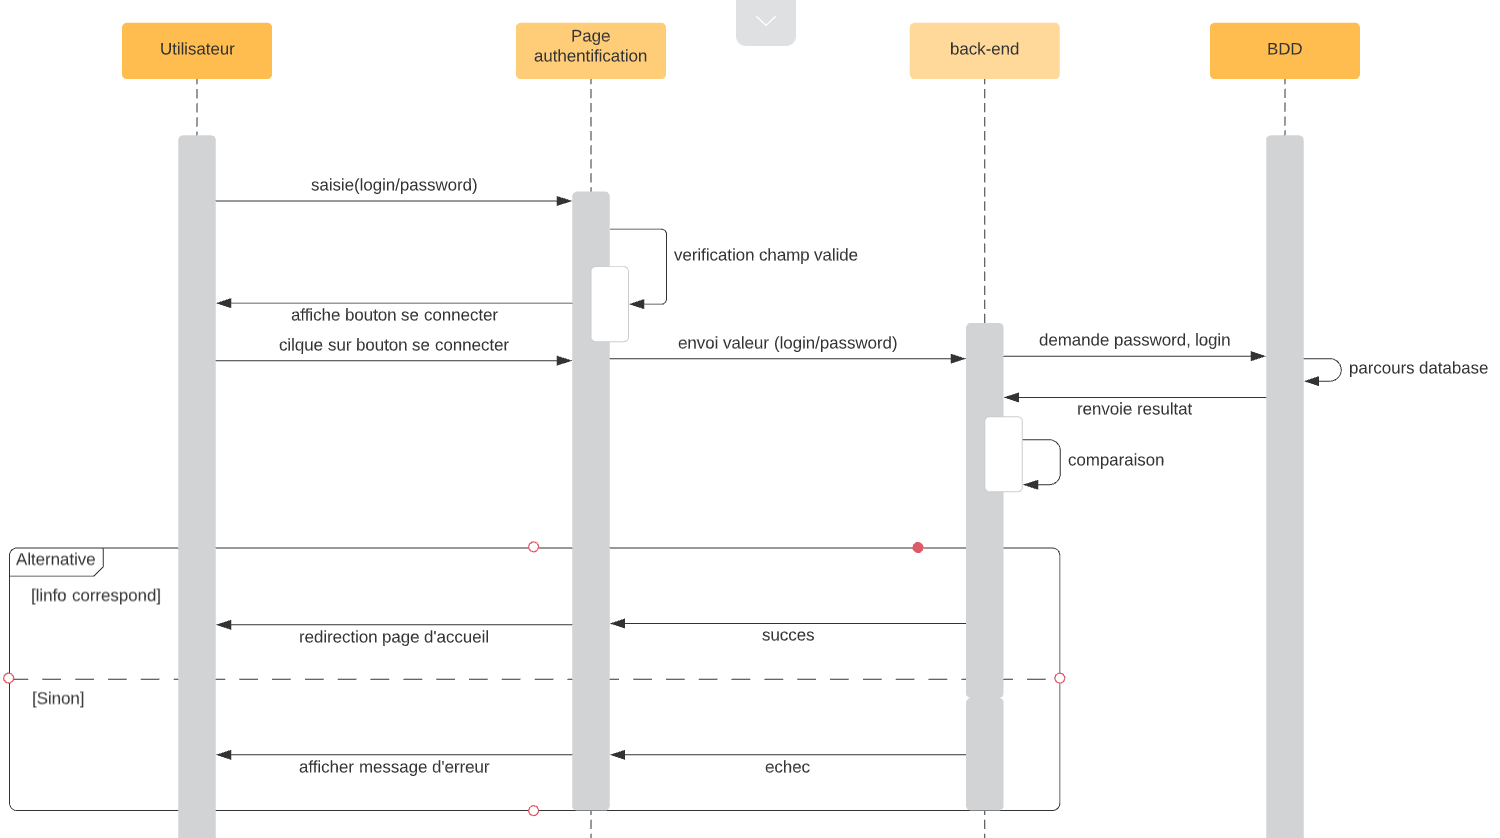 Utilisateur
Page
authentification
back-end
BDD
saisie(login/password)
verification champ valide
affiche bouton se connecter
cilque sur bouton se connecter
envoi valeur (login/password)
demande password, login
parcours database
renvoie resultat
comparaison
Alternative
[linfo correspond]
redirection page d'accueil
succes
[Sinon]
afficher message d'erreur
echec